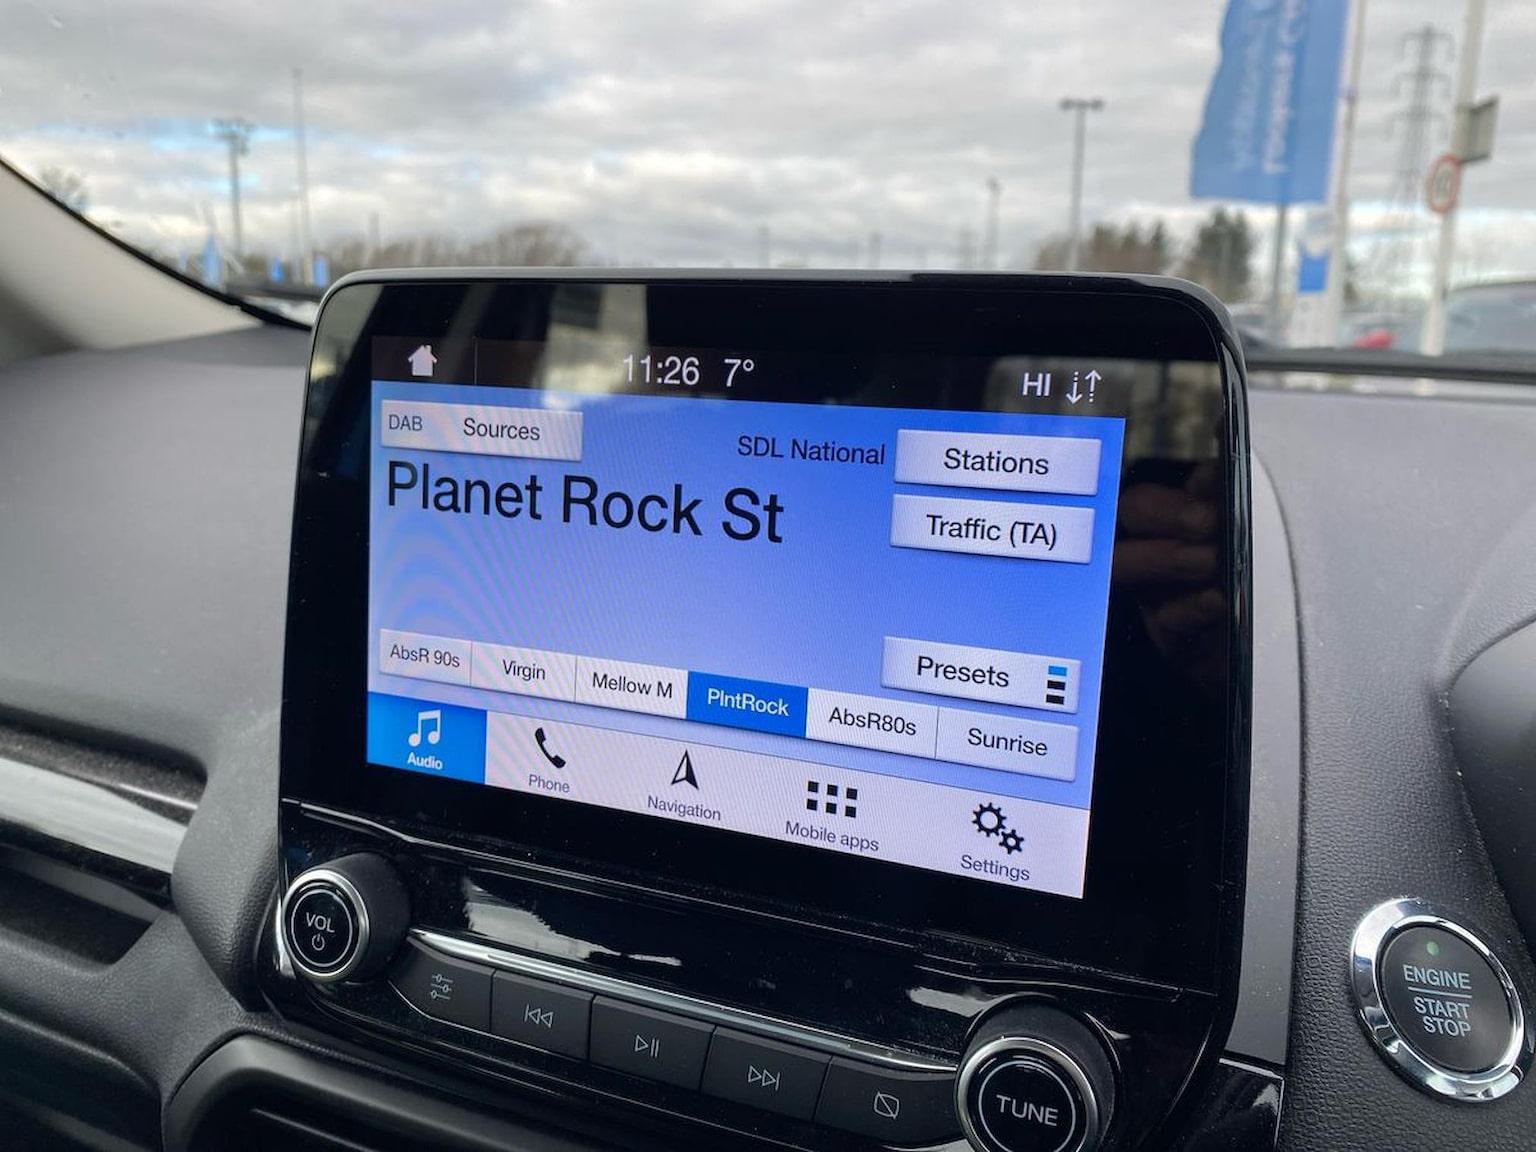 11:26 7° HI
DAB Sources
SDL National
Stations
Planet Rock St
Traffic (TA)
Presets
AbsR 90s Virgin Mellow M PlntRock AbsR80s Sunrise
Audio Phone Navigation Mobile apps Settings
VOL
TUNE
ENGINE
START
STOP